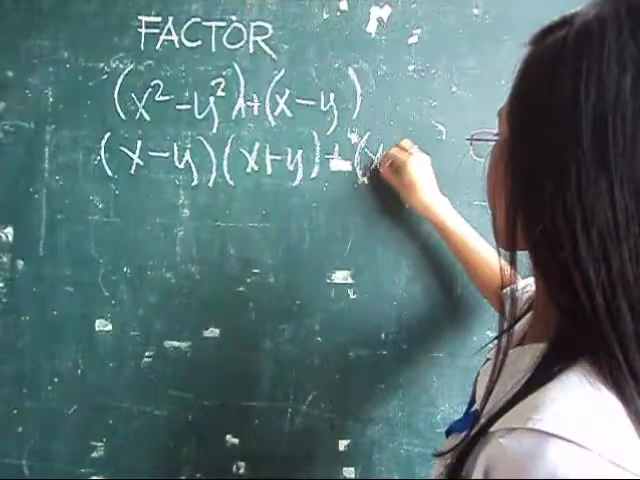 FACTOR
(x² - y²) + (x - y)
(x - y)(x + y) + (x